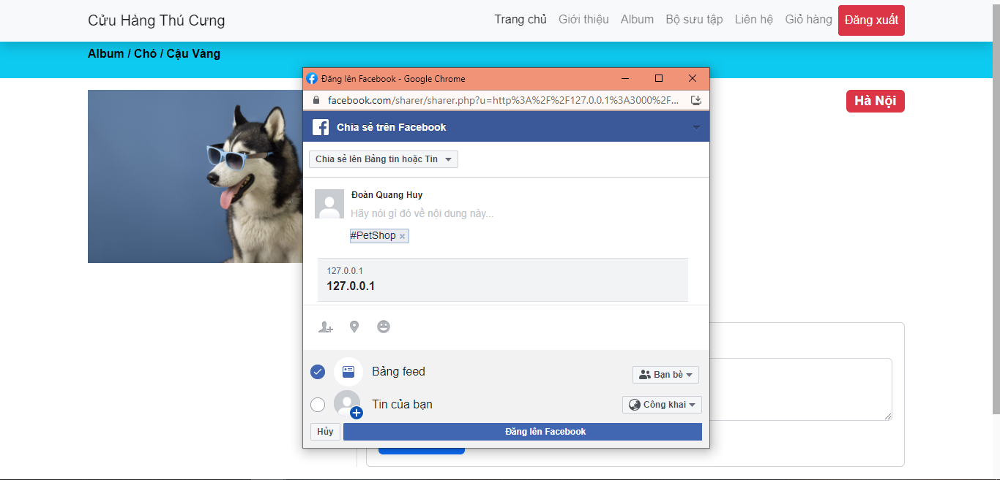 Cửu Hàng Thú Cưng
Trang chủ Giới thiệu Album Bộ sưu tập Liên hệ Giỏ hàng Đăng xuất
Album / Chó / Cậu Vàng
Đăng lên Facebook - Google Chrome
facebook.com/sharer/sharer.php?u=http%3A%2F%2F127.0.0.1%3A3000%2F...
Hà Nội
Chia sẻ trên Facebook
Chia sẻ lên Bảng tin hoặc Tin
Đoàn Quang Huy
Hãy nói gì đó về nội dung này...
#PetShop
127.0.0.1
127.0.0.1
Bảng feed
Bạn bè
Tin của bạn
Công khai
Hủy
Đăng lên Facebook